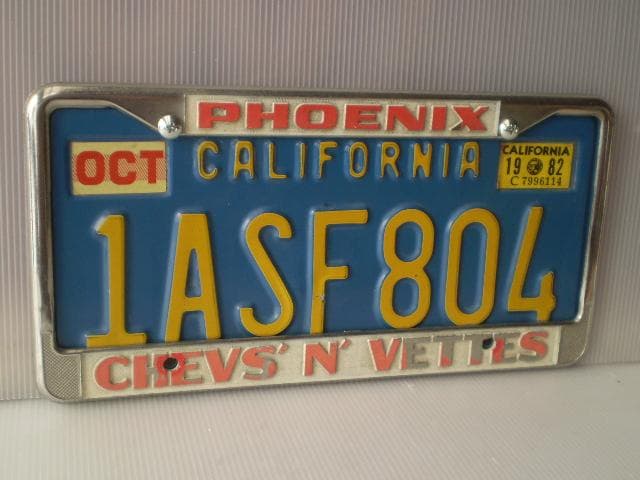 PHOENIX
OCT
CALIFORNIA
CALIFORNIA
19 82
C 7996114
1ASF804
CHEVS' N' VETTES